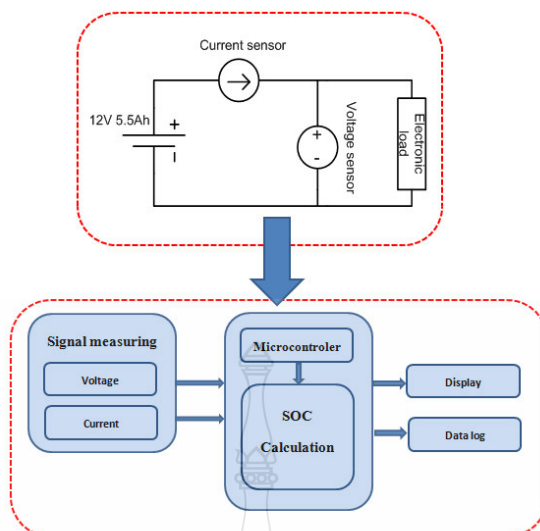 Current sensor
12V 5.5Ah
+
−
+
-
Voltage sensor
Electronic
load
Signal measuring
Voltage
Current
Microcontroler
SOC
Calculation
Display
Data log